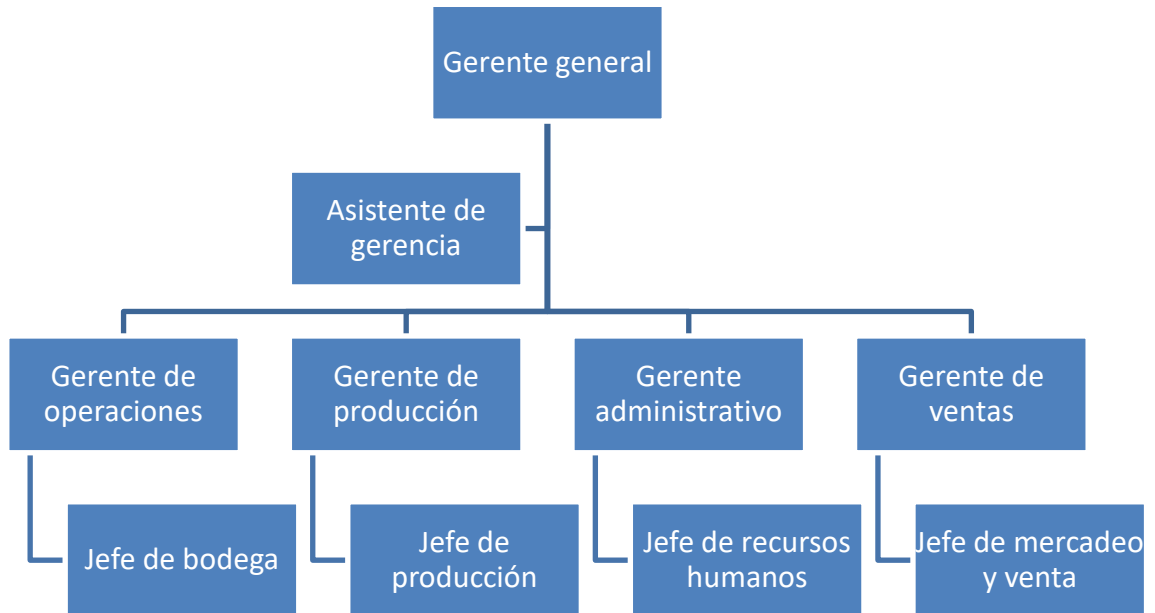 Gerente general
Asistente de
gerencia
Gerente de
operaciones
Gerente de
producción
Gerente
administrativo
Gerente de
ventas
Jefe de bodega
Jefe de
producción
Jefe de recursos
humanos
Jefe de mercadeo
y venta